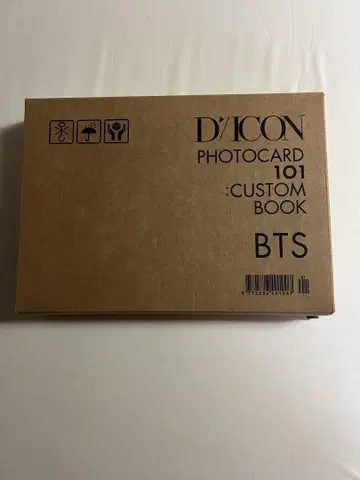 D'/ICON
PHOTOCARD
101
:CUSTOM
BOOK
BTS